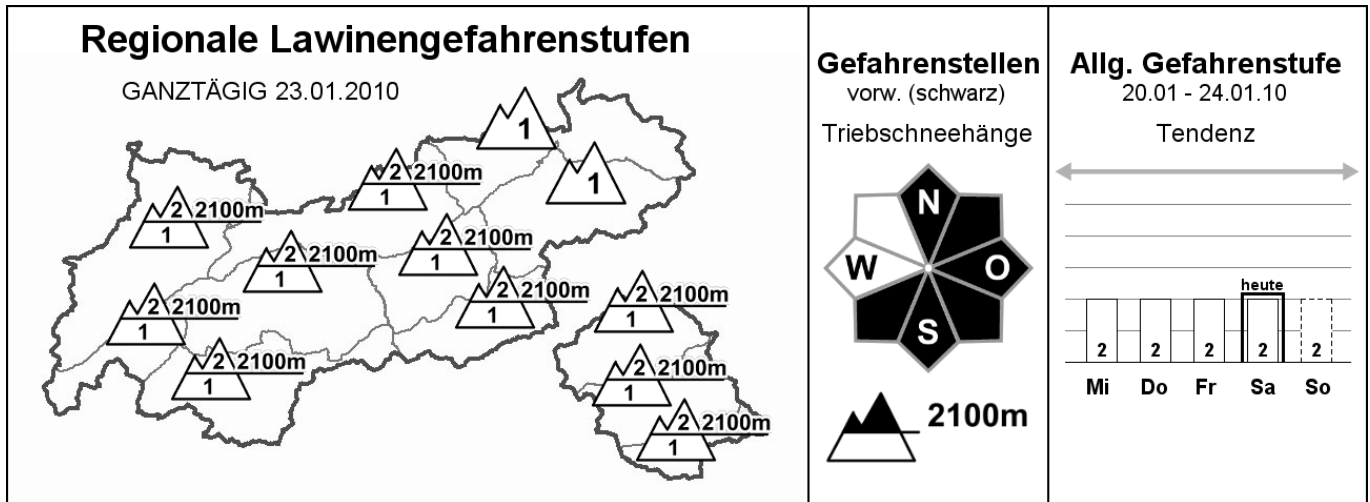 Regionale Lawinengefahrenstufen
GANZTÄGIG 23.01.2010
1
1
2 2100m
1
2 2100m
1
2 2100m
1
2 2100m
1
2 2100m
1
2 2100m
1
2 2100m
1
2 2100m
1
2 2100m
1
2 2100m
1
Gefahrenstellen
vorw. (schwarz)
Triebschneehänge
N
W O
S
2100m
Allg. Gefahrenstufe
20.01 - 24.01.10
Tendenz
heute
2 2 2 2 2
Mi Do Fr Sa So